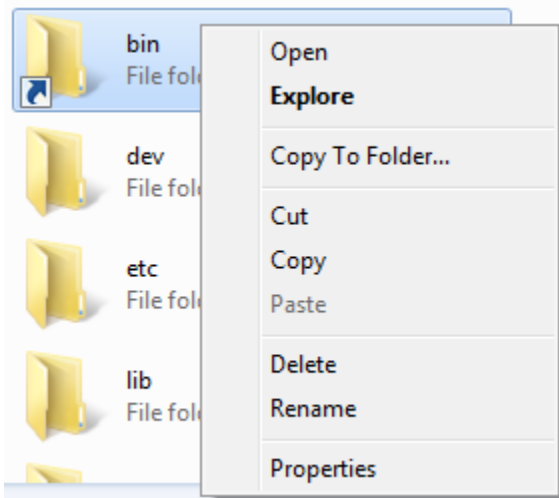 bin
File fol
dev
File fol
etc
File fol
lib
File fol
Open
Explore
Copy To Folder...
Cut
Copy
Paste
Delete
Rename
Properties